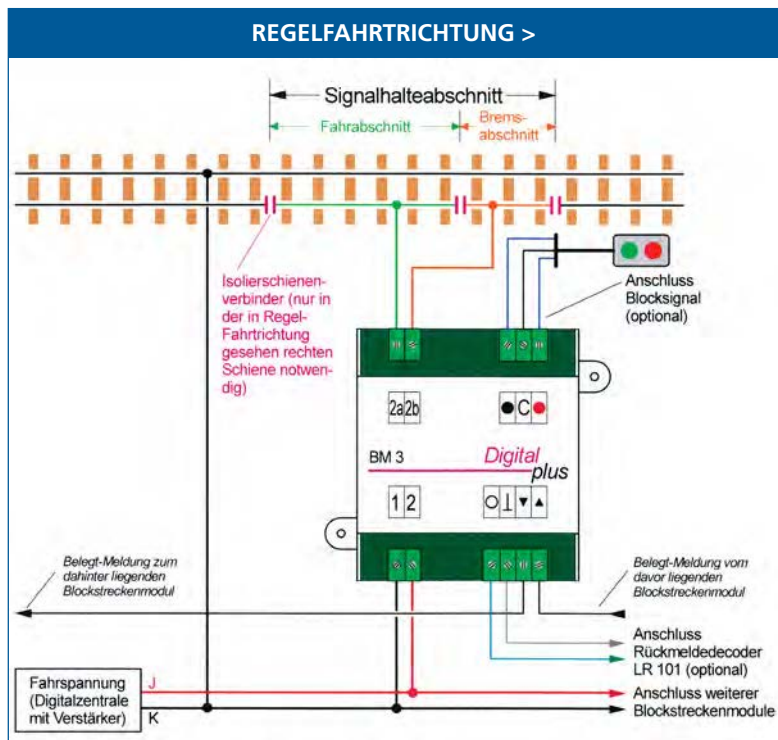 REGELFAHRTRICHTUNG >
Signalhalteabschnitt
Fahrabschnitt
Brems-
abschnitt
Isolierschienen-
verbinder (nur in
der in Regel-
Fahrtrichtung
gesehen rechten
Schiene notwen-
dig)
Anschluss
Blocksignal
(optional)
2a 2b
C
BM 3
Digital
plus
1 2
Belegt-Meldung zum
dahinter liegenden
Blockstreckenmodul
Belegt-Meldung vom
davor liegenden
Blockstreckenmodul
Anschluss
Rückmeldedecoder
LR 101 (optional)
Fahrspannung
(Digitalzentrale
mit Verstärker)
J
K
Anschluss weiterer
Blockstreckenmodule